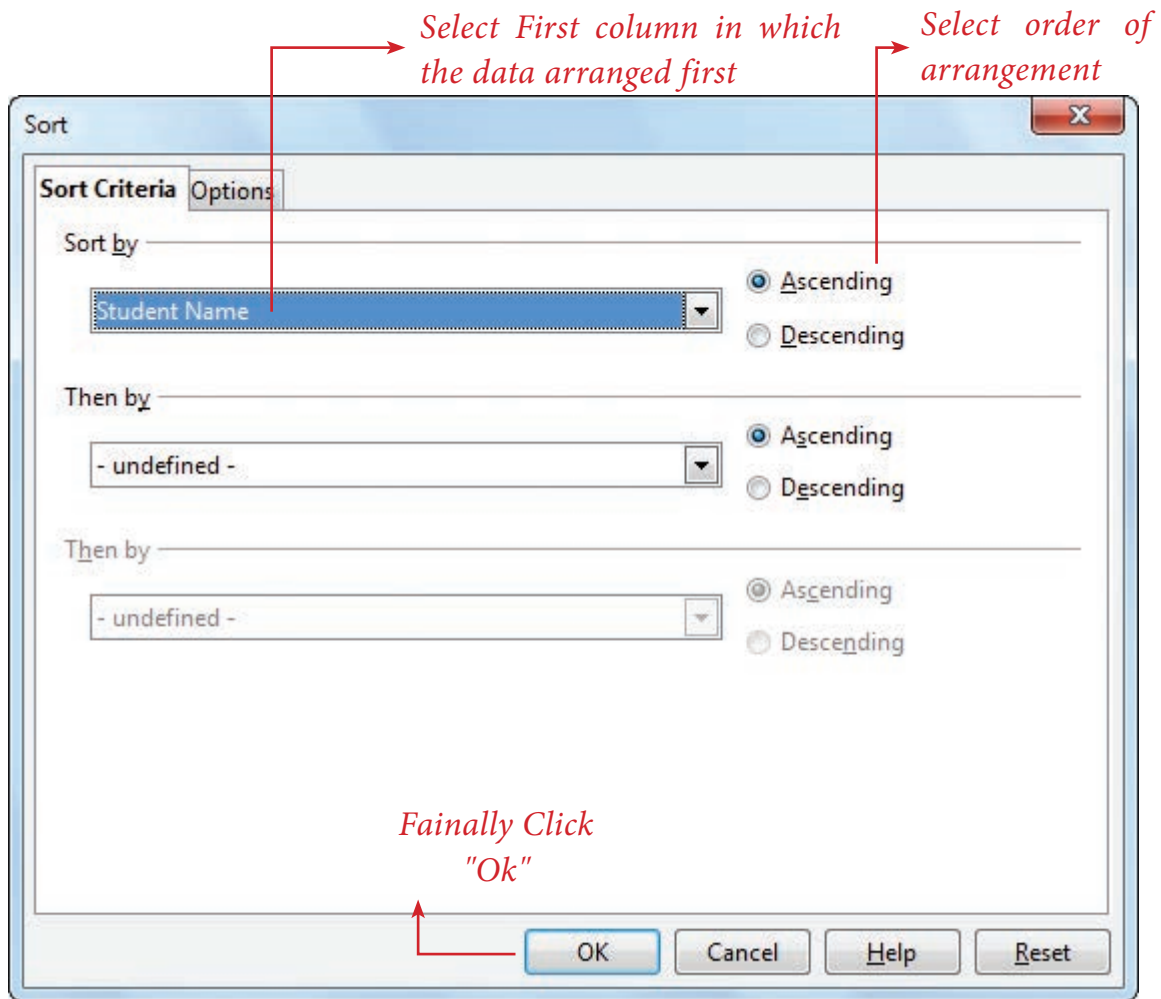 Select First column in which
the data arranged first
Select order of
arrangement
Sort
Sort Criteria
Options
Sort by
Student Name
Ascending
Descending
Then by
- undefined -
Ascending
Descending
Then by
- undefined -
Ascending
Descending
Fainally Click
"Ok"
OK
Cancel
Help
Reset